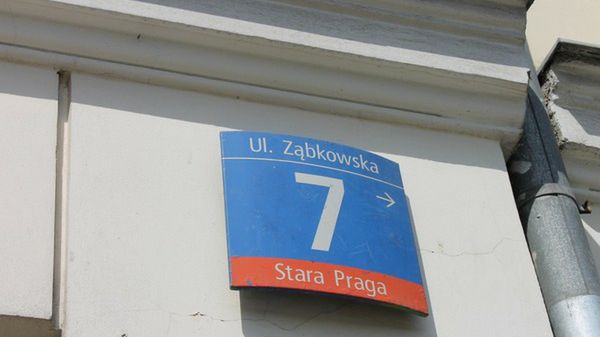 Ul. Ząbkowska
7 →
Stara Praga